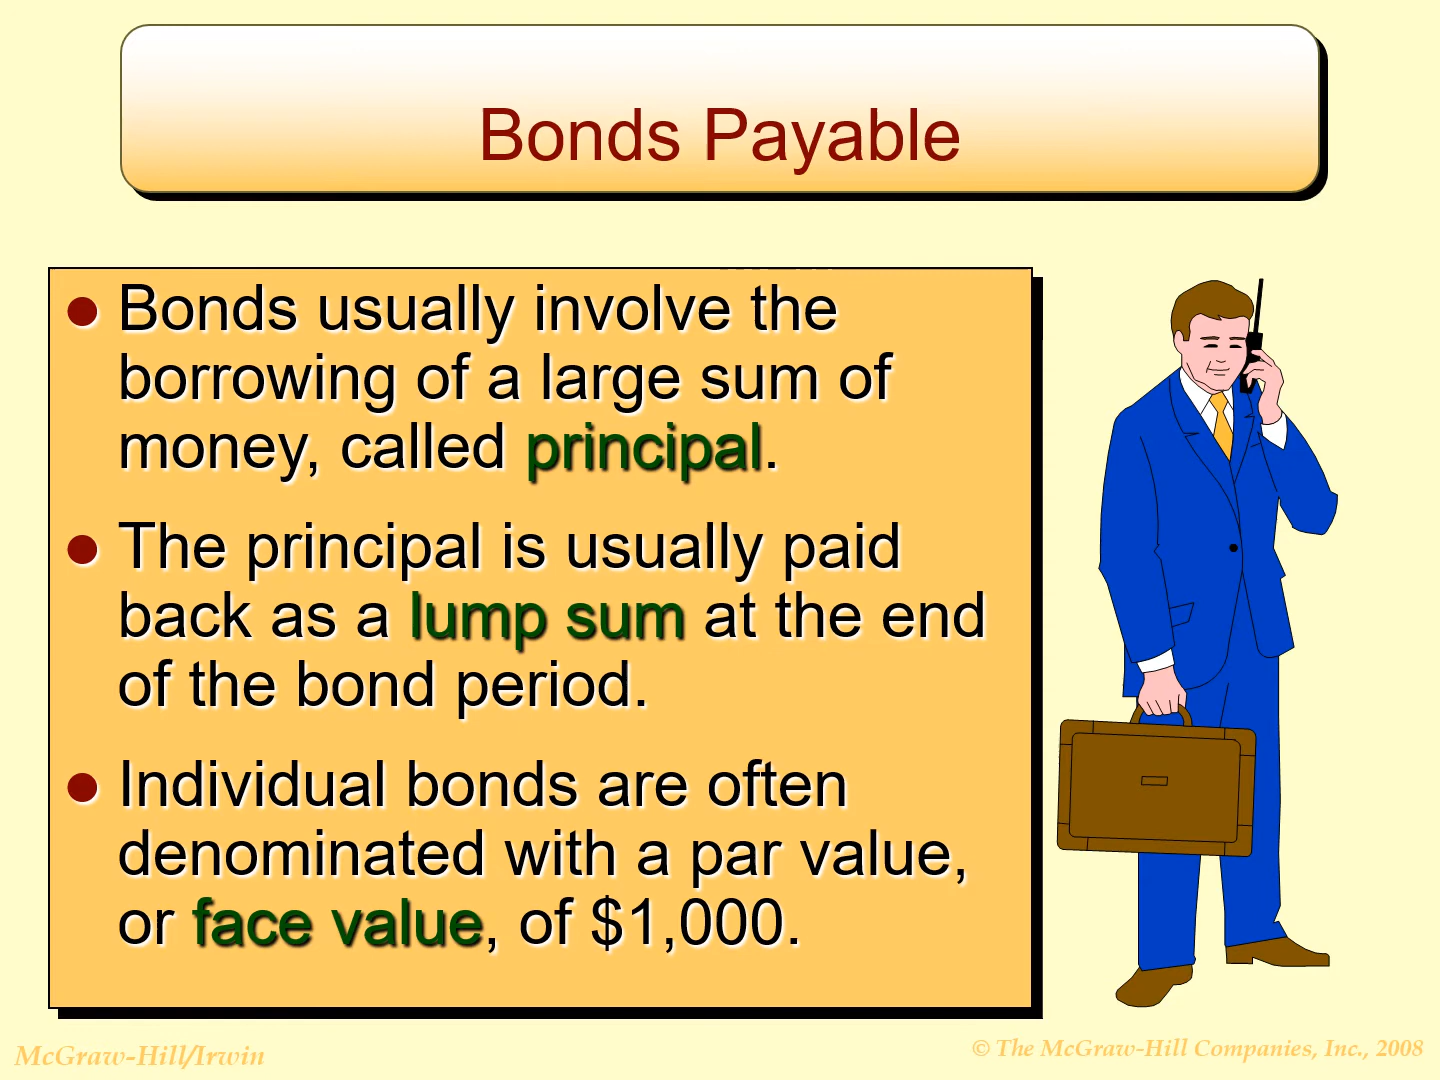 Bonds Payable
● Bonds usually involve the
borrowing of a large sum of
money, called principal.
● The principal is usually paid
back as a lump sum at the end
of the bond period.
● Individual bonds are often
denominated with a par value,
or face value, of $1,000.
McGraw-Hill/Irwin
© The McGraw-Hill Companies, Inc., 2008